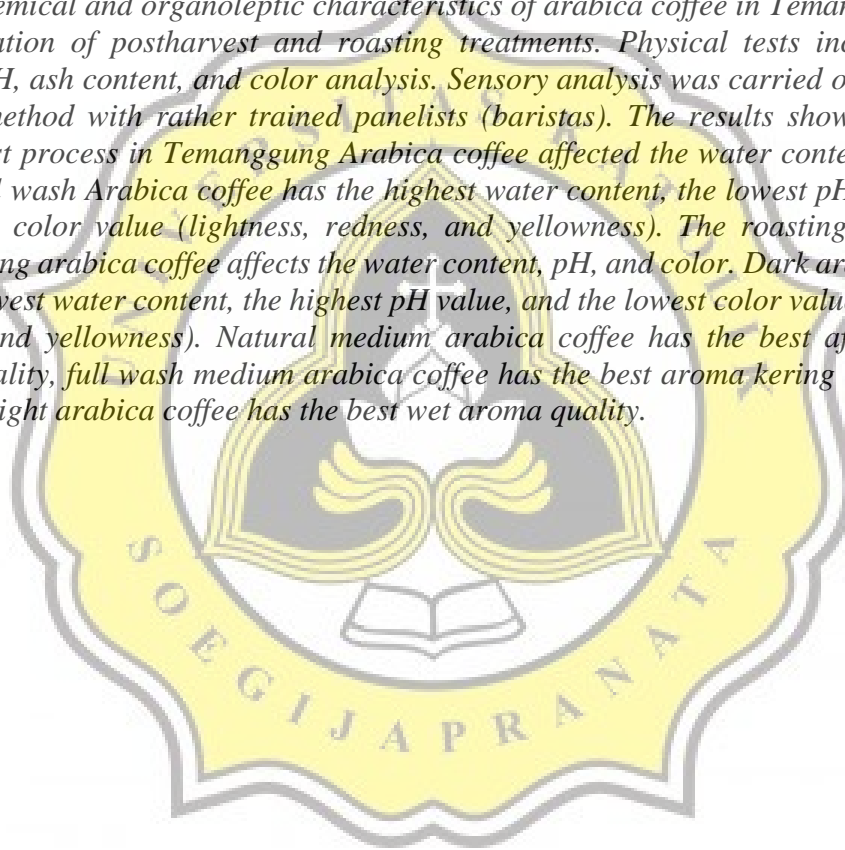 emical and organoleptic characteristics of arabica coffee in Teman
ation of postharvest and roasting treatments. Physical tests inc
H, ash content, and color analysis. Sensory analysis was carried o
nethod with rather trained panelists (baristas). The results show
t process in Temanggung Arabica coffee affected the water conte
l wash Arabica coffee has the highest water content, the lowest pH
color value (lightness, redness, and yellowness). The roasting
ng arabica coffee affects the water content, pH, and color. Dark ar
vest water content, the highest pH value, and the lowest color valu
nd yellowness). Natural medium arabica coffee has the best af
ality, full wash medium arabica coffee has the best aroma kering
ight arabica coffee has the best wet aroma quality.
UNIVERSITAS KATOLIK
SOEGIJAPRANATA